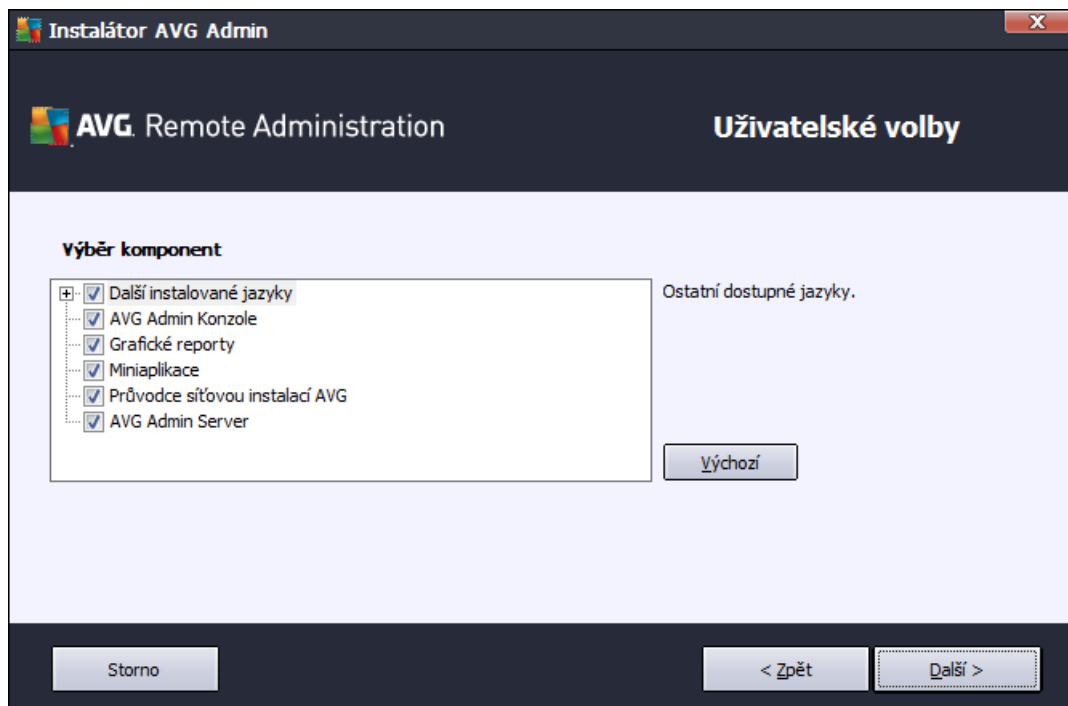 Instalátor AVG Admin
X
AVG. Remote Administration
Uživatelské volby
Výběr komponent
Další instalované jazyky
Ostatní dostupné jazyky.
AVG Admin Konzole
Grafické reporty
Miniaplikace
Průvodce síťovou instalací AVG
AVG Admin Server
Výchozí
Storno
< Zpět
Další >